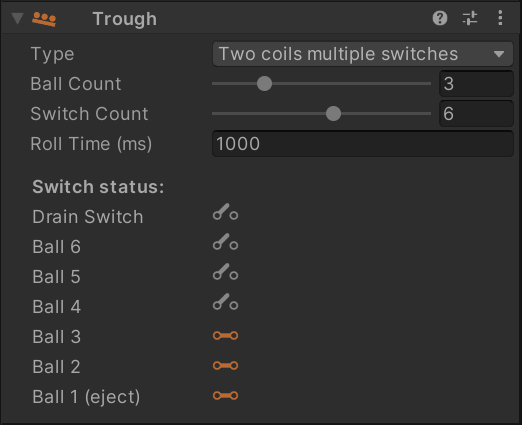 Trough
Type Two coils multiple switches
Ball Count 3
Switch Count 6
Roll Time (ms) 1000
Switch status:
Drain Switch
Ball 6
Ball 5
Ball 4
Ball 3
Ball 2
Ball 1 (eject)